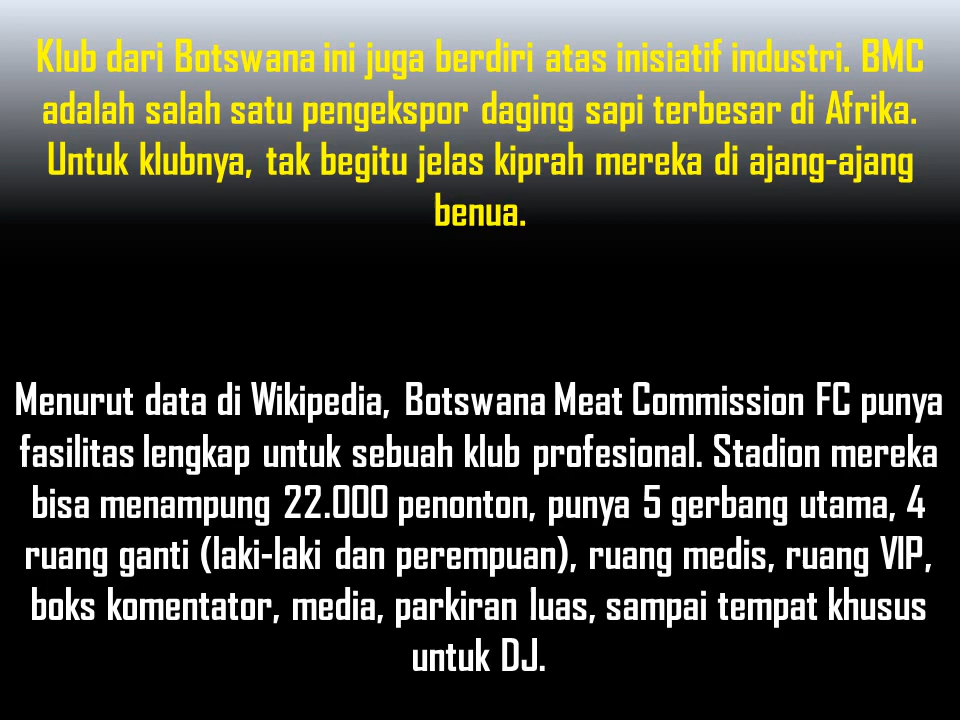 Klub dari Botswana ini juga berdiri atas inisiatif industri. BMC
adalah salah satu pengekspor daging sapi terbesar di Afrika.
Untuk klubnya, tak begitu jelas kiprah mereka di ajang-ajang
benua.
Menurut data di Wikipedia, Botswana Meat Commission FC punya
fasilitas lengkap untuk sebuah klub profesional. Stadion mereka
bisa menampung 22.000 penonton, punya 5 gerbang utama, 4
ruang ganti (laki-laki dan perempuan), ruang medis, ruang VIP,
boks komentator, media, parkiran luas, sampai tempat khusus
untuk DJ.